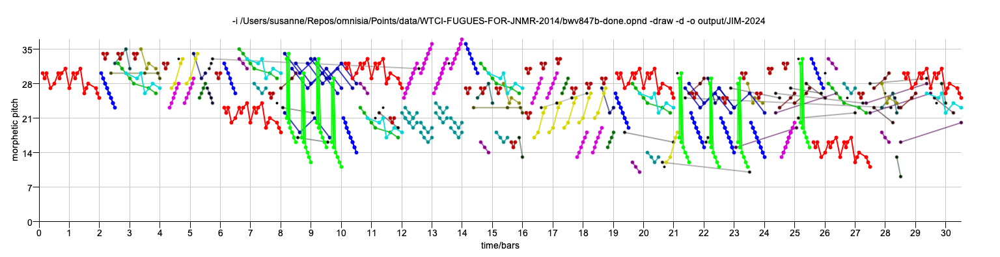 -i /Users/susanne/Repos/omnisia/Points/data/WTCI-FUGUES-FOR-JNMR-2014/bwv847b-done.opnd -draw -d -o output/JIM-2024
morphetic pitch
35
28
21
14
7
0
0 1 2 3 4 5 6 7 8 9 10 11 12 13 14 15 16 17 18 19 20 21 22 23 24 25 26 27 28 29 30
time/bars